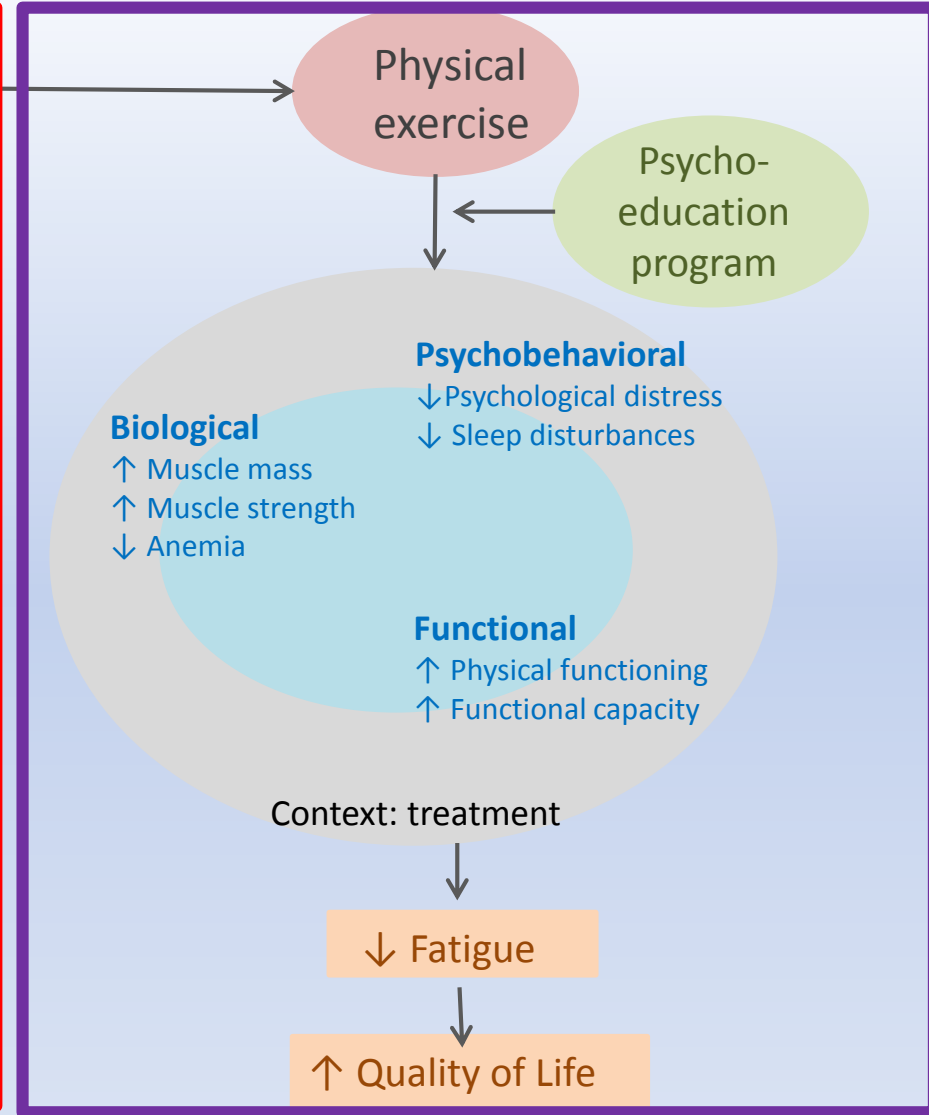 Physical
exercise
Psycho-
education
program
Psychobehavioral
↓Psychological distress
↓ Sleep disturbances
Biological
↑ Muscle mass
↑ Muscle strength
↓ Anemia
Functional
↑ Physical functioning
↑ Functional capacity
Context: treatment
↓ Fatigue
↑ Quality of Life